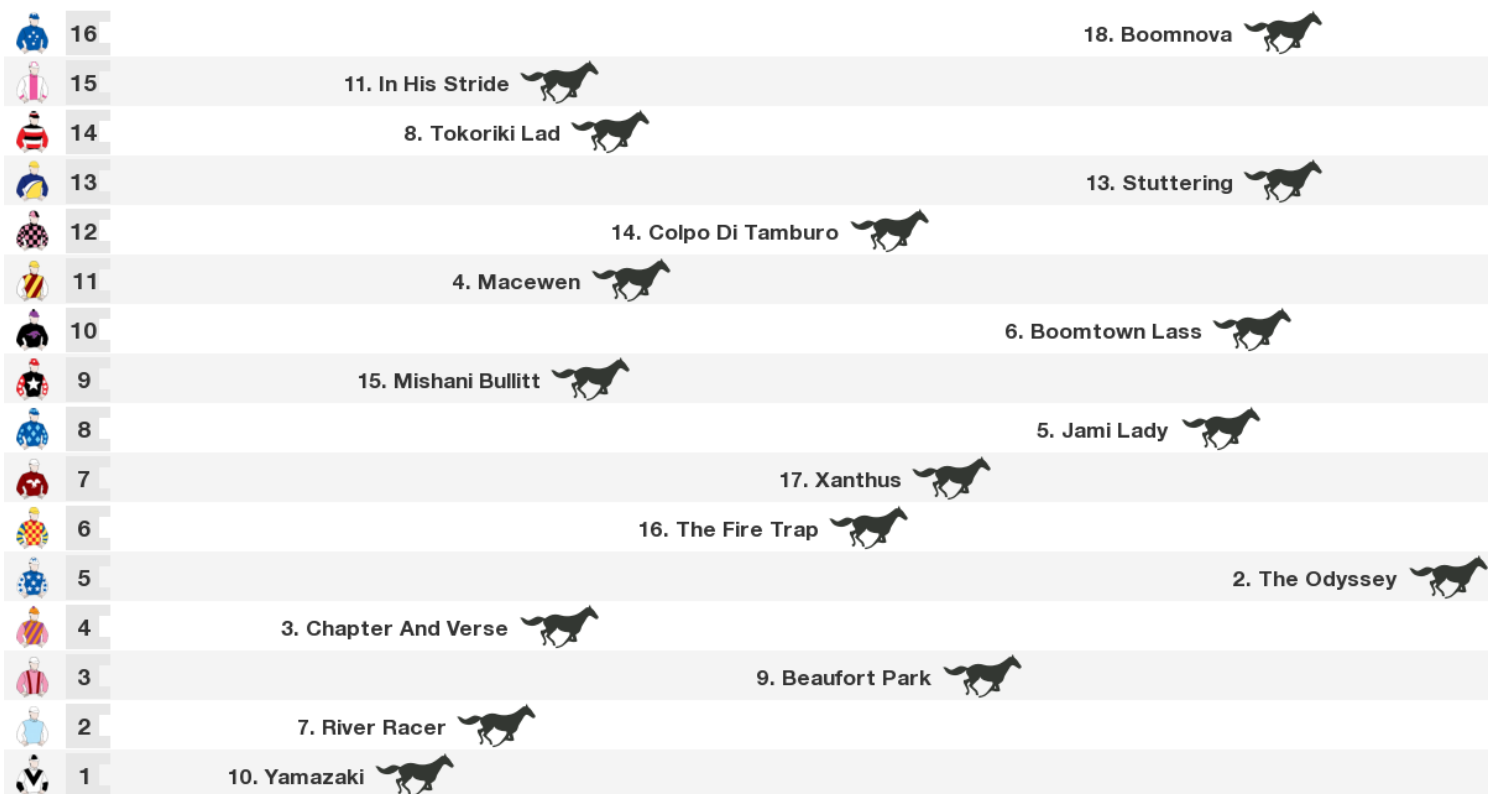 16 18. Boomnova
15 11. In His Stride
14 8. Tokoriki Lad
13 13. Stuttering
12 14. Colpo Di Tamburo
11 4. Macewen
10 6. Boomtown Lass
9 15. Mishani Bullitt
8 5. Jami Lady
7 17. Xanthus
6 16. The Fire Trap
5 2. The Odyssey
4 3. Chapter And Verse
3 9. Beaufort Park
2 7. River Racer
1 10. Yamazaki